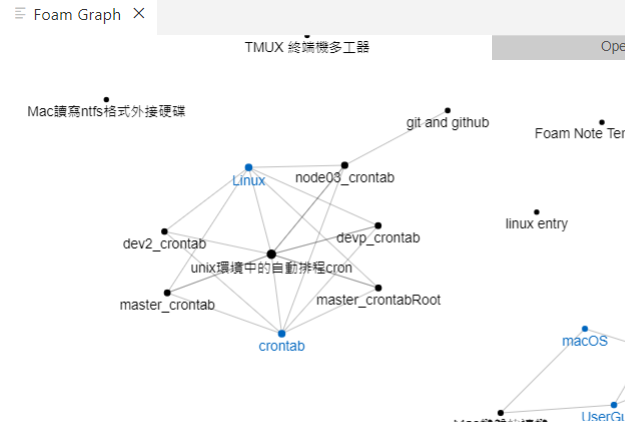 Foam Graph
TMUX 終端機多工器
Ope
Mac讀寫ntfs格式外接硬碟
git and github
Foam Note Ter
Linux
node03_crontab
linux entry
dev2_crontab
devp_crontab
unix環境中的自動排程cron
master_crontab
master_crontabRoot
crontab
macOS
UserGu